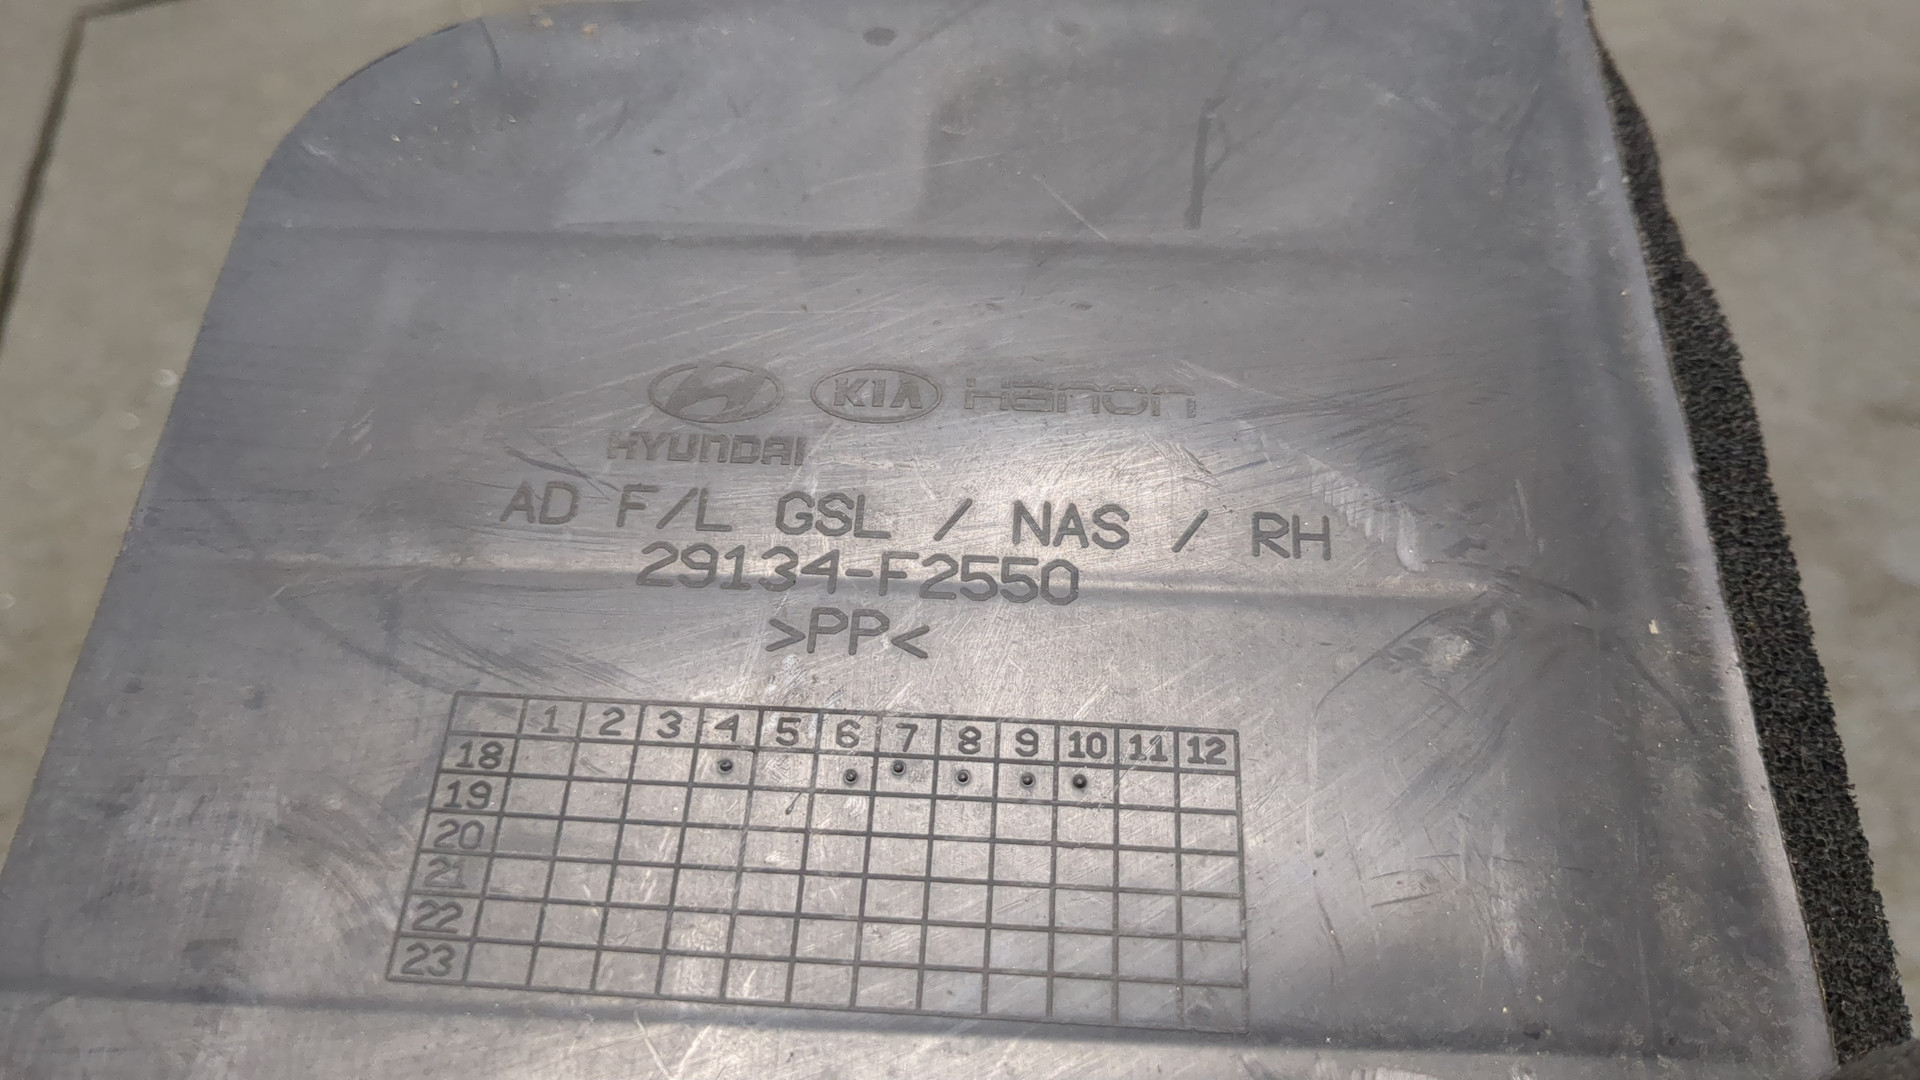 KIA Hanon
HYUNDAI
AD F/L GSL / NAS / RH
29134-F2550
>PP<
1 2 3 4 5 6 7 8 9 10 11 12
18
19
20
21
22
23